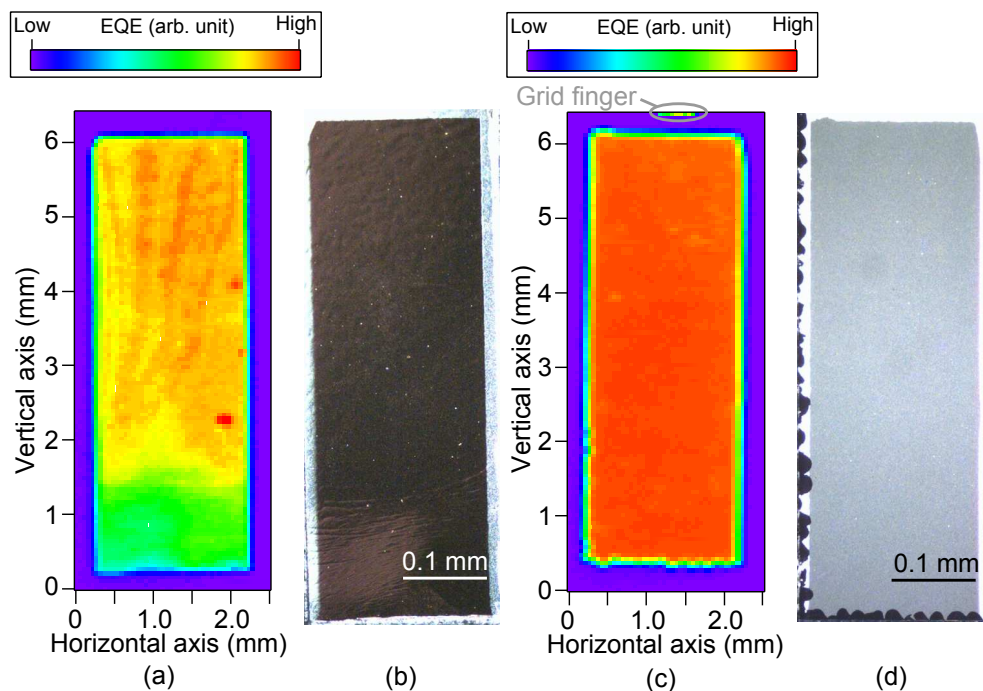 Low EQE (arb. unit) High
Low EQE (arb. unit) High
Grid finger
6
5
4
3
2
1
0
Vertical axis (mm)
0 1.0 2.0
Horizontal axis (mm)
(a)
0.1 mm
(b)
6
5
4
3
2
1
0
Vertical axis (mm)
0 1.0 2.0
Horizontal axis (mm)
(c)
0.1 mm
(d)